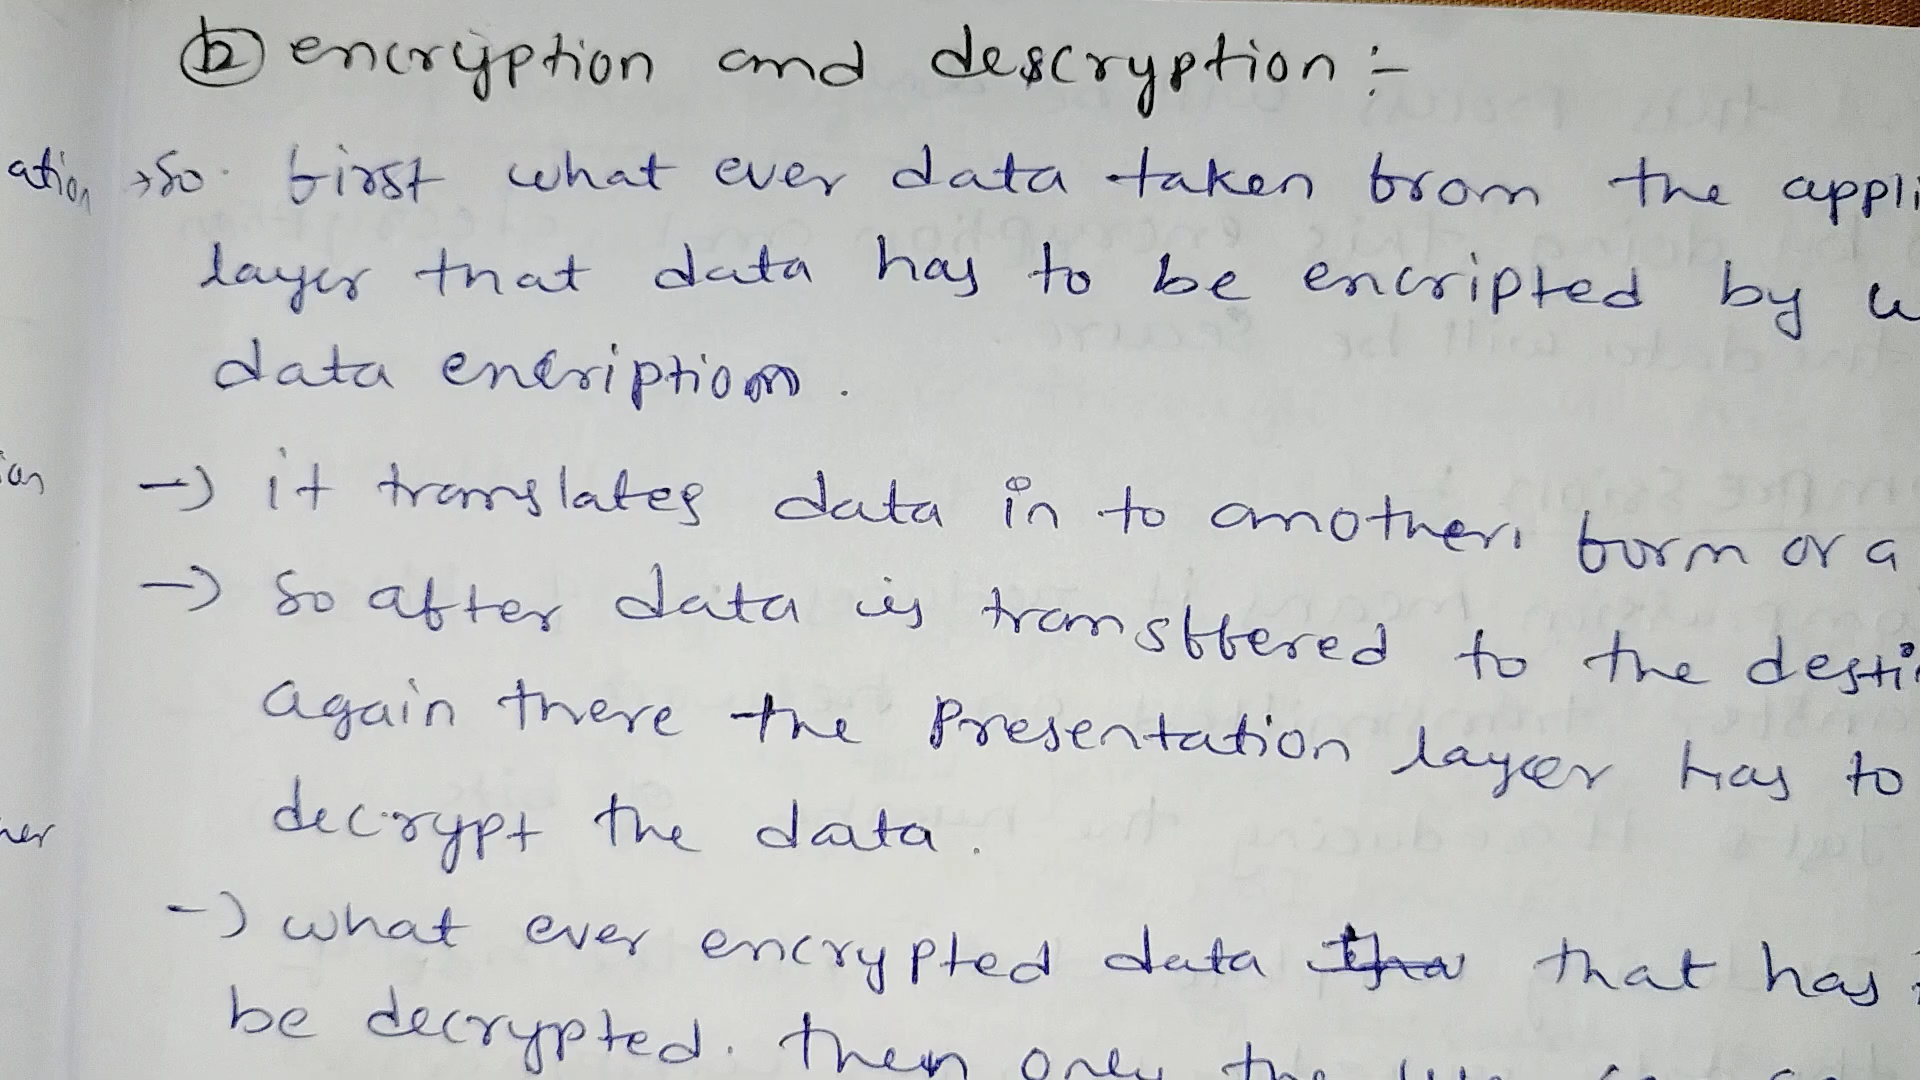 b encryption and descryption :-
ation → so first what ever data taken from the appli
layer that data has to be encripted by u
data encription .
→ it translates data in to another form or a
→ so after data is transffered to the desti
again there the Presentation layer has to
decrypt the data .
→ what ever encrypted data that has
be decrypted. then only the